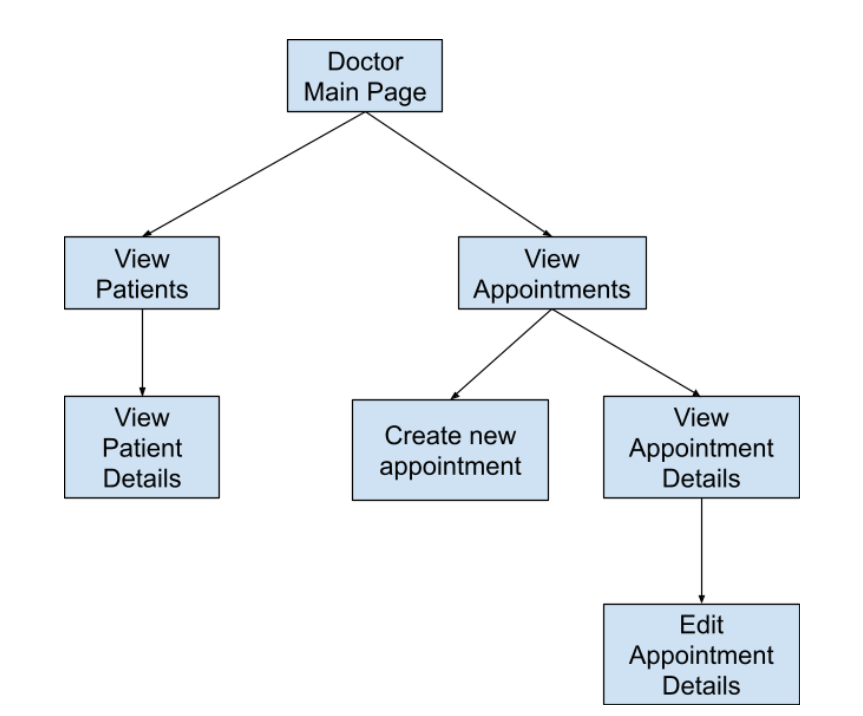 Doctor
Main Page
View
Patients
View
Appointments
View
Patient
Details
Create new
appointment
View
Appointment
Details
Edit
Appointment
Details